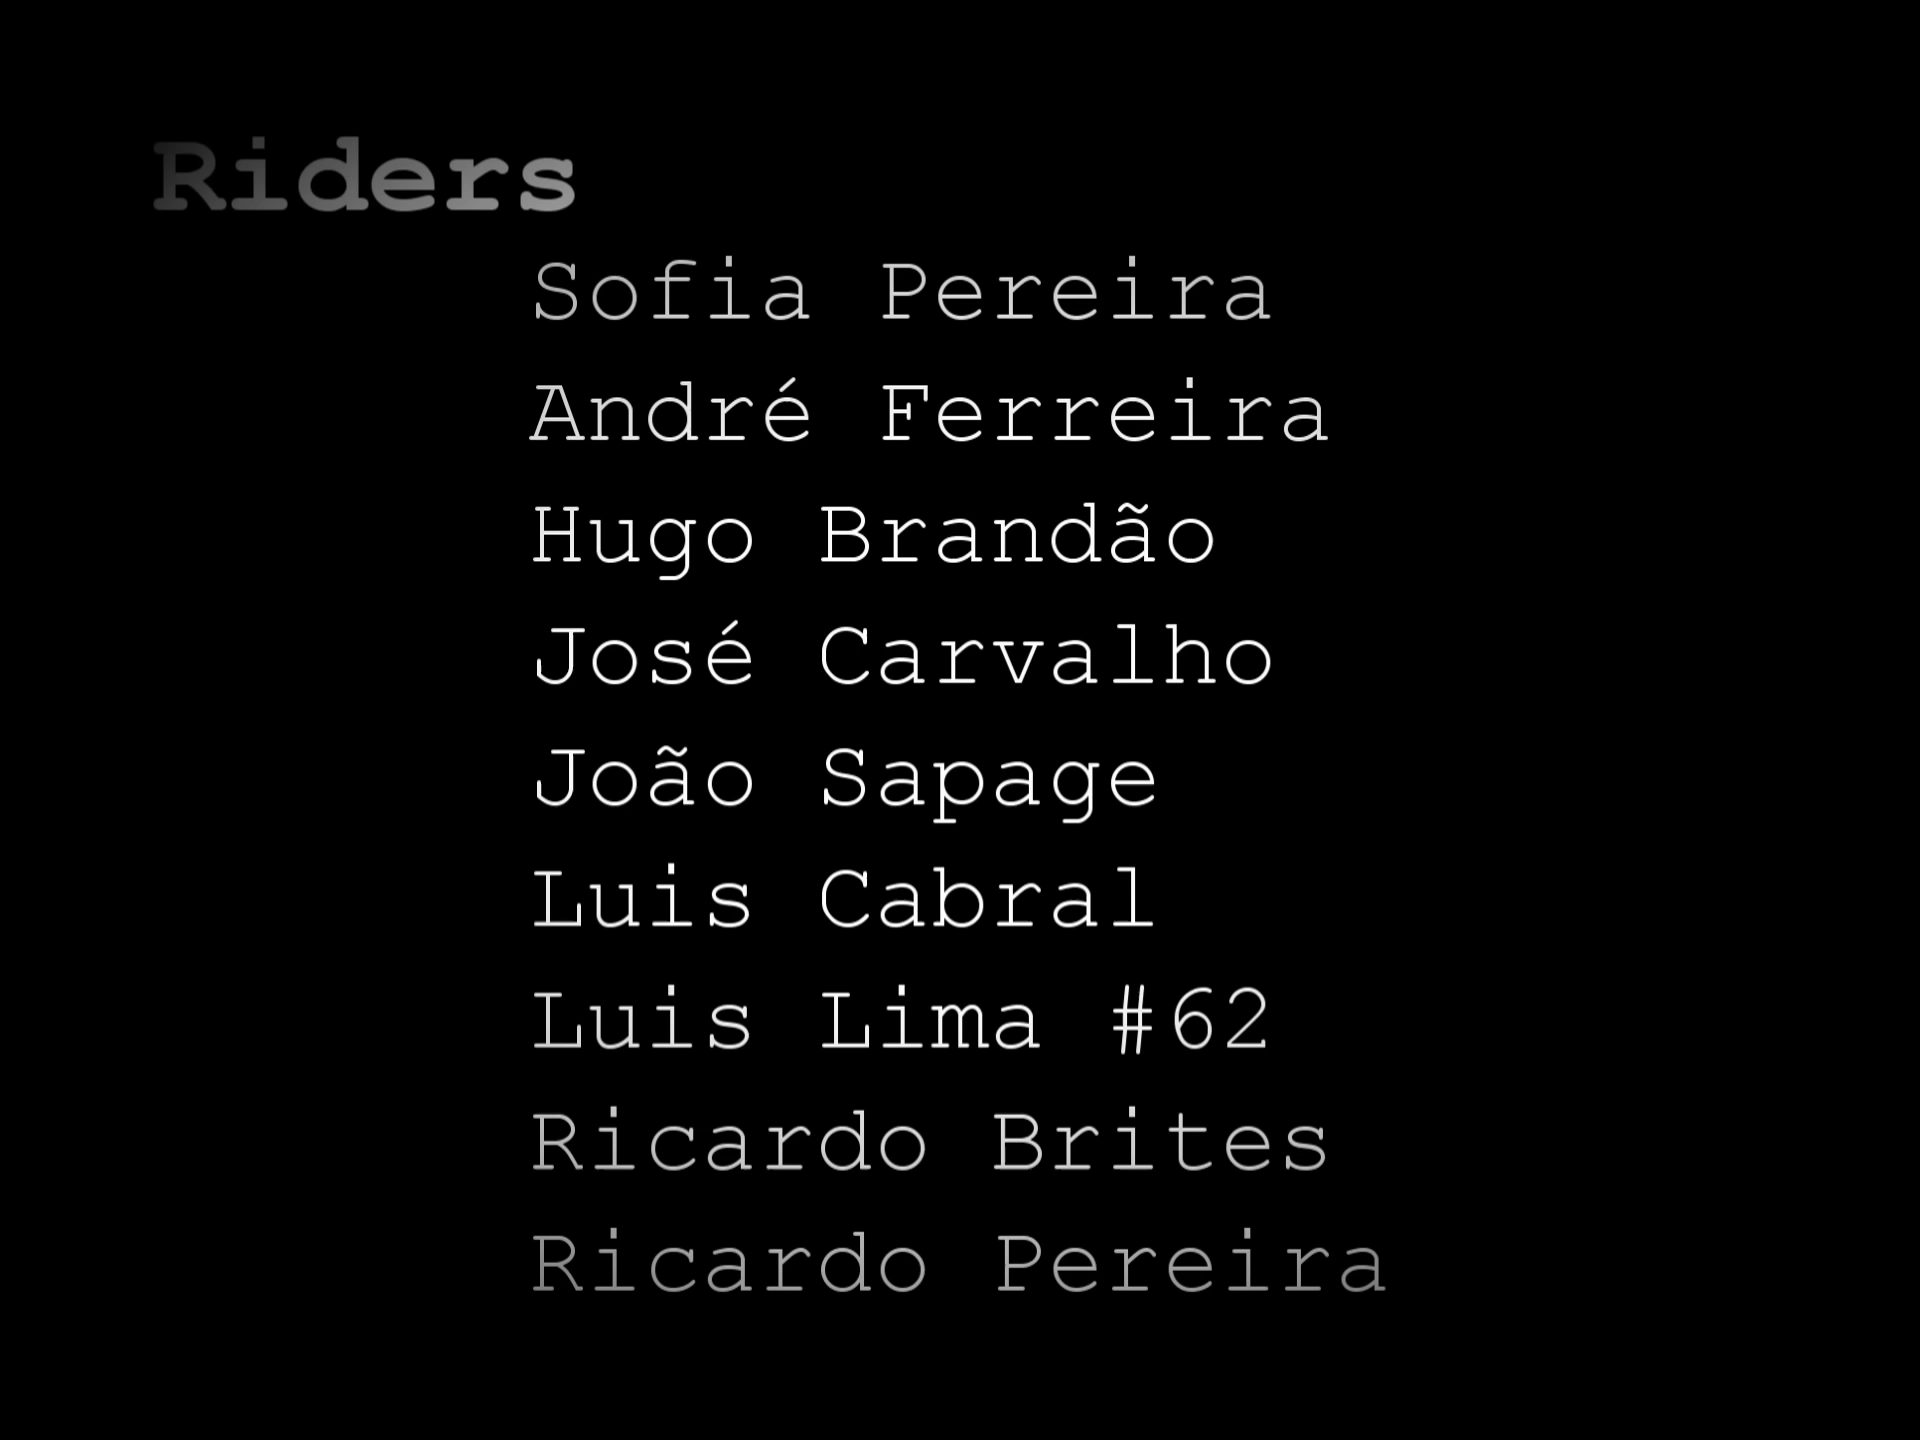 Riders
Sofia Pereira
André Ferreira
Hugo Brandão
José Carvalho
João Sapage
Luis Cabral
Luis Lima #62
Ricardo Brites
Ricardo Pereira